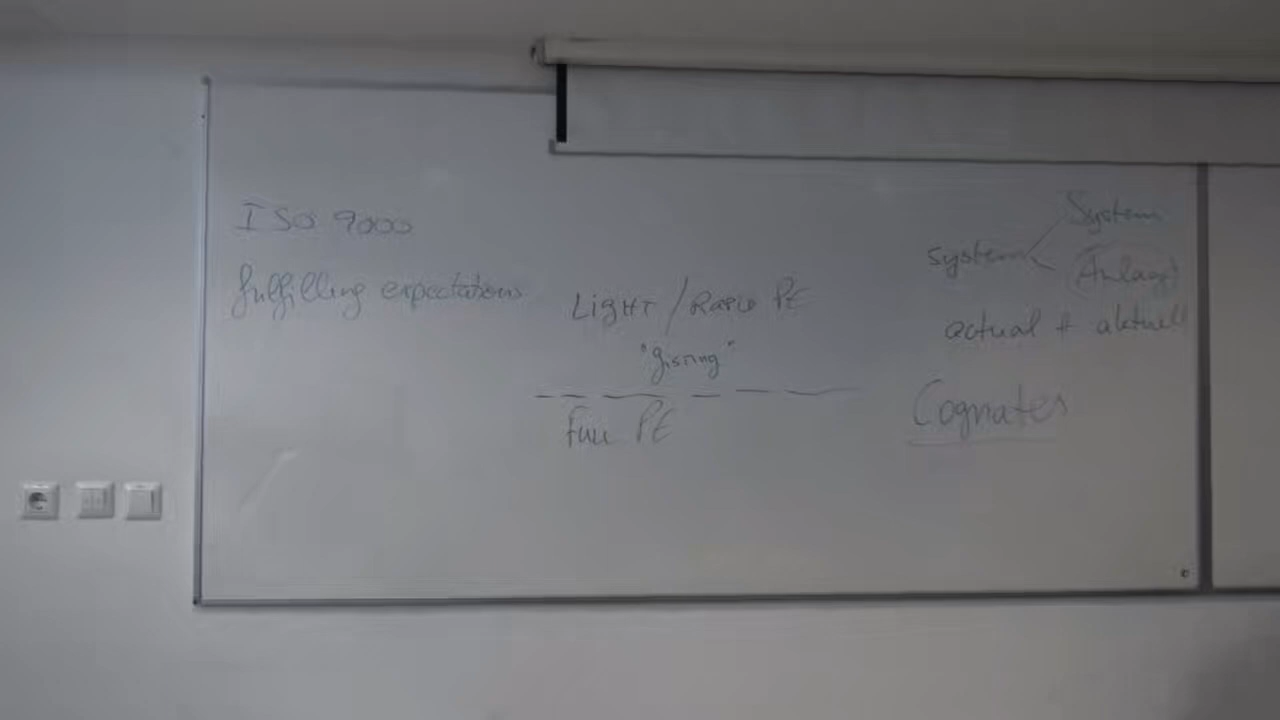 ISO 9000
fulfilling expectations
LIGHT / RAPID PE
"gisting"
FULL PE
system < System
Anlage
actual ≠ aktuell
Cognates